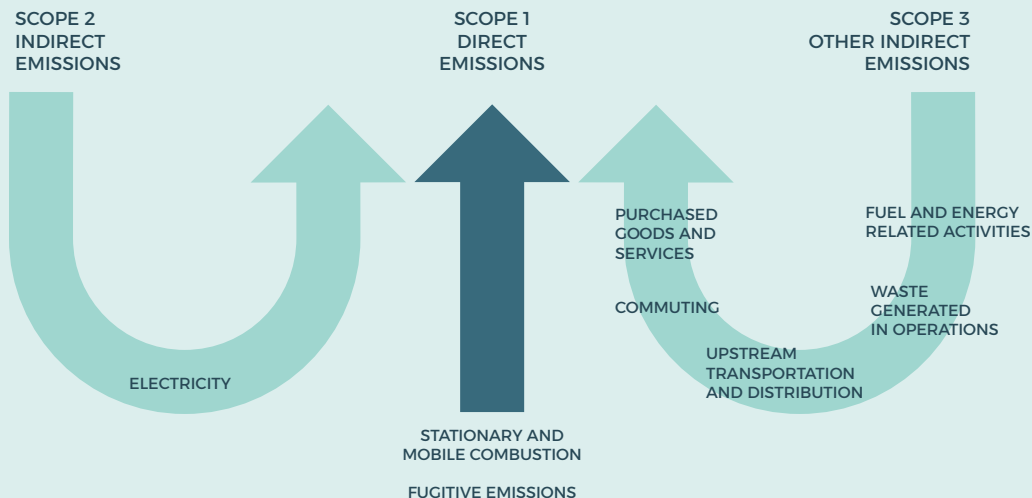 SCOPE 2
INDIRECT
EMISSIONS
SCOPE 1
DIRECT
EMISSIONS
SCOPE 3
OTHER INDIRECT
EMISSIONS
ELECTRICITY
STATIONARY AND
MOBILE COMBUSTION
FUGITIVE EMISSIONS
PURCHASED
GOODS AND
SERVICES
COMMUTING
UPSTREAM
TRANSPORTATION
AND DISTRIBUTION
FUEL AND ENERGY
RELATED ACTIVITIES
WASTE
GENERATED
IN OPERATIONS